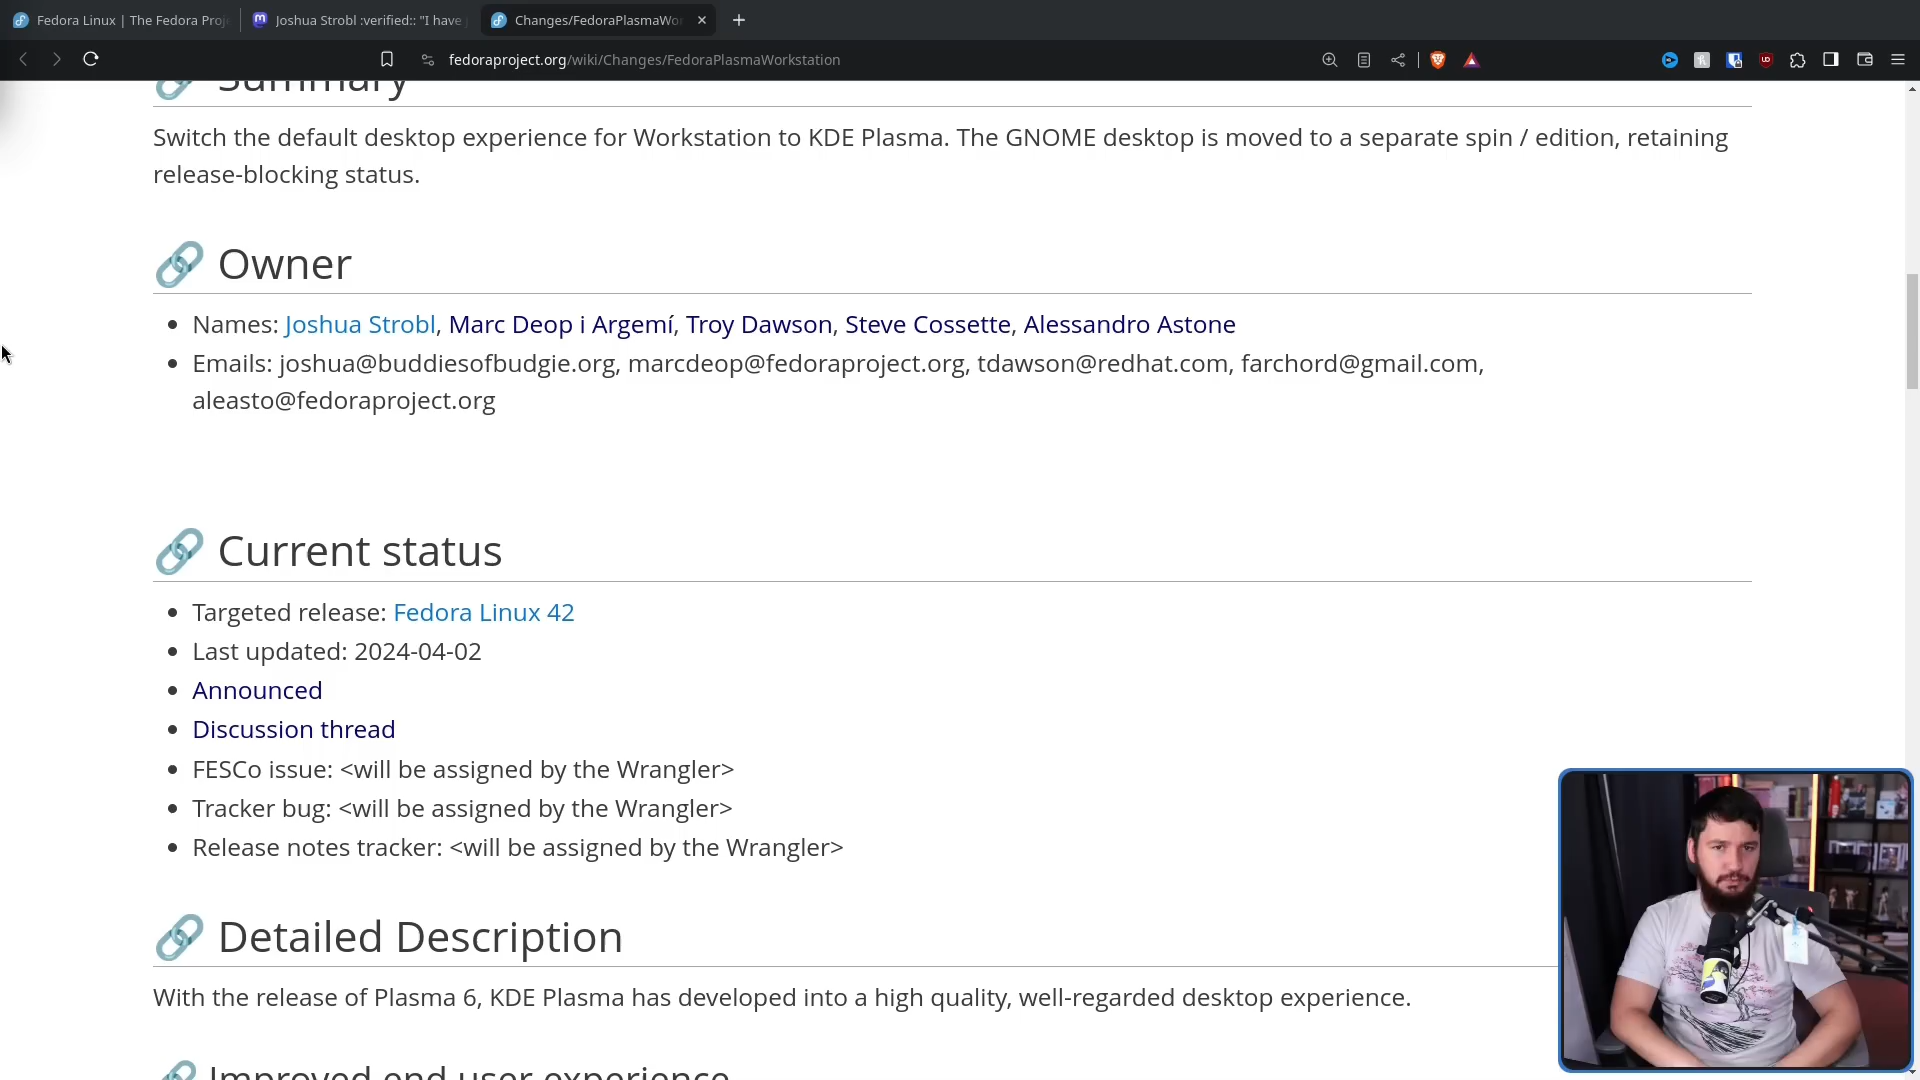 Fedora Linux | The Fedora Proj
Joshua Strobl :verified:: "I have
Changes/FedoraPlasmaWor
fedoraproject.org/wiki/Changes/FedoraPlasmaWorkstation
Summary
Switch the default desktop experience for Workstation to KDE Plasma. The GNOME desktop is moved to a separate spin / edition, retaining
release-blocking status.
Owner
Names: Joshua Strobl, Marc Deop i Argemí, Troy Dawson, Steve Cossette, Alessandro Astone
Emails: joshua@buddiesofbudgie.org, marcdeop@fedoraproject.org, tdawson@redhat.com, farchord@gmail.com,
aleasto@fedoraproject.org
Current status
Targeted release: Fedora Linux 42
Last updated: 2024-04-02
Announced
Discussion thread
FESCo issue: <will be assigned by the Wrangler>
Tracker bug: <will be assigned by the Wrangler>
Release notes tracker: <will be assigned by the Wrangler>
Detailed Description
With the release of Plasma 6, KDE Plasma has developed into a high quality, well-regarded desktop experience.
Improved end user experience